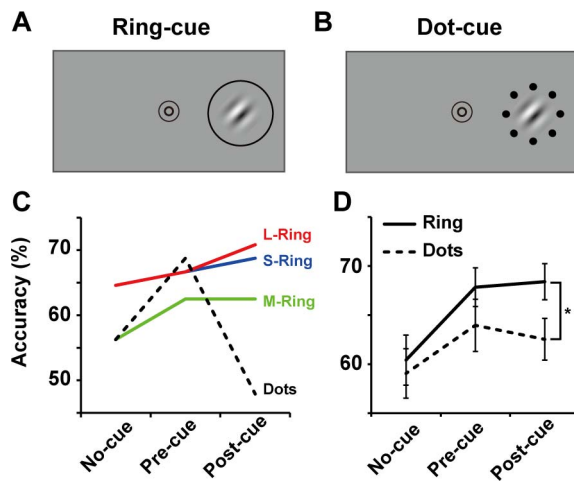 A
Ring-cue
B
Dot-cue
C
Accuracy (%)
70
60
50
L-Ring
S-Ring
M-Ring
Dots
No-cue
Pre-cue
Post-cue
D
Ring
Dots
70
60
*
No-cue
Pre-cue
Post-cue